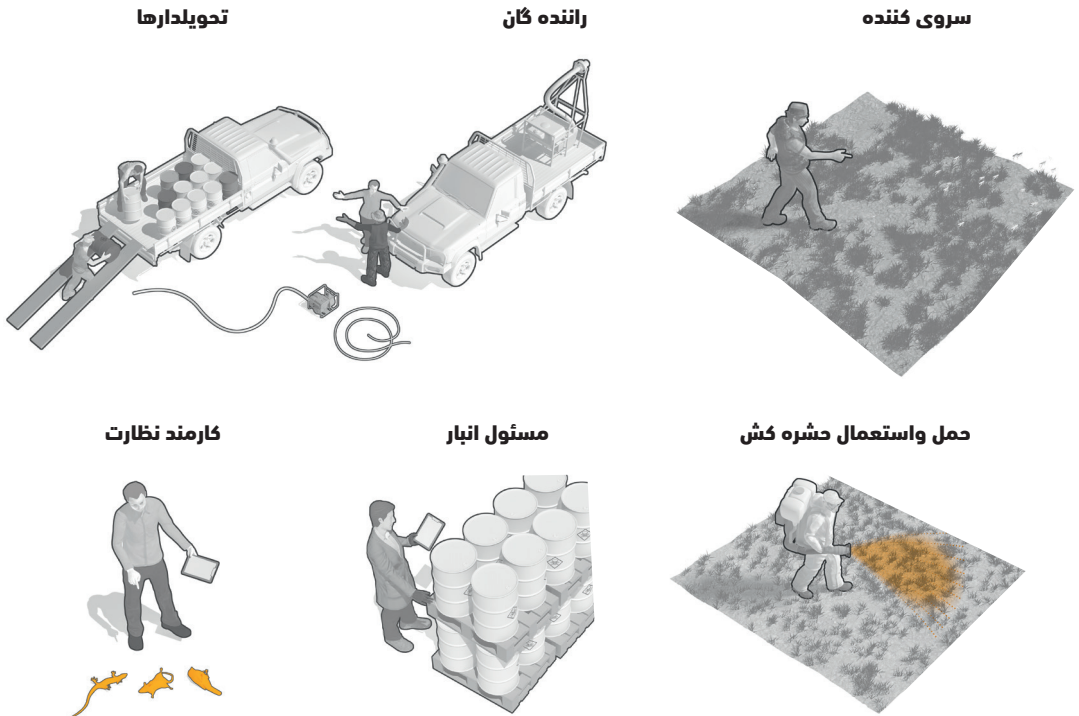 سروی کننده
راننده گان
تحویلدارها
حمل واستعمال حشره کش
مسئول انبار
کارمند نظارت